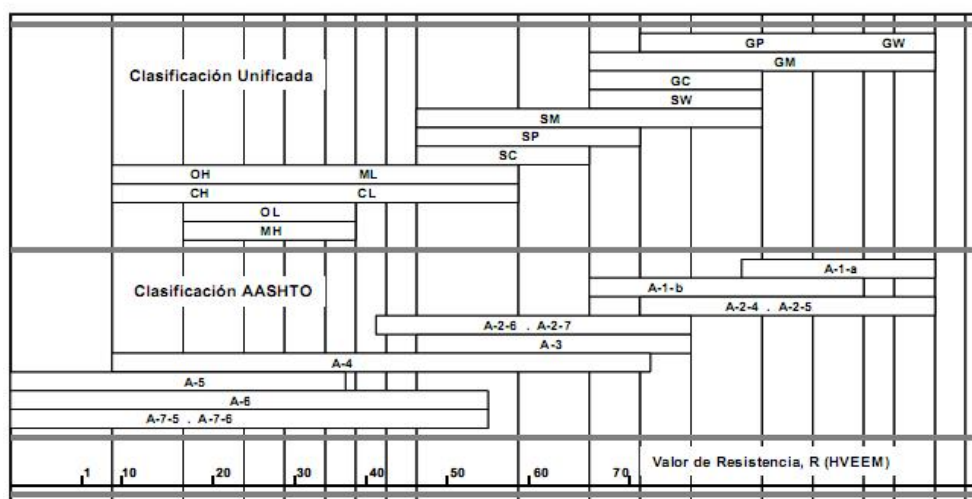 GP GW
Clasificación Unificada
GM
GC
SW
SM
SP
SC
OH ML
CH CL
OL
MH
A-1-a
Clasificación AASHTO
A-1-b
A-2-4 . A-2-5
A-2-6 . A-2-7
A-3
A-4
A-5
A-6
A-7-5 . A-7-6
1 10 20 30 40 50 60 70 Valor de Resistencia, R (HVEEM)